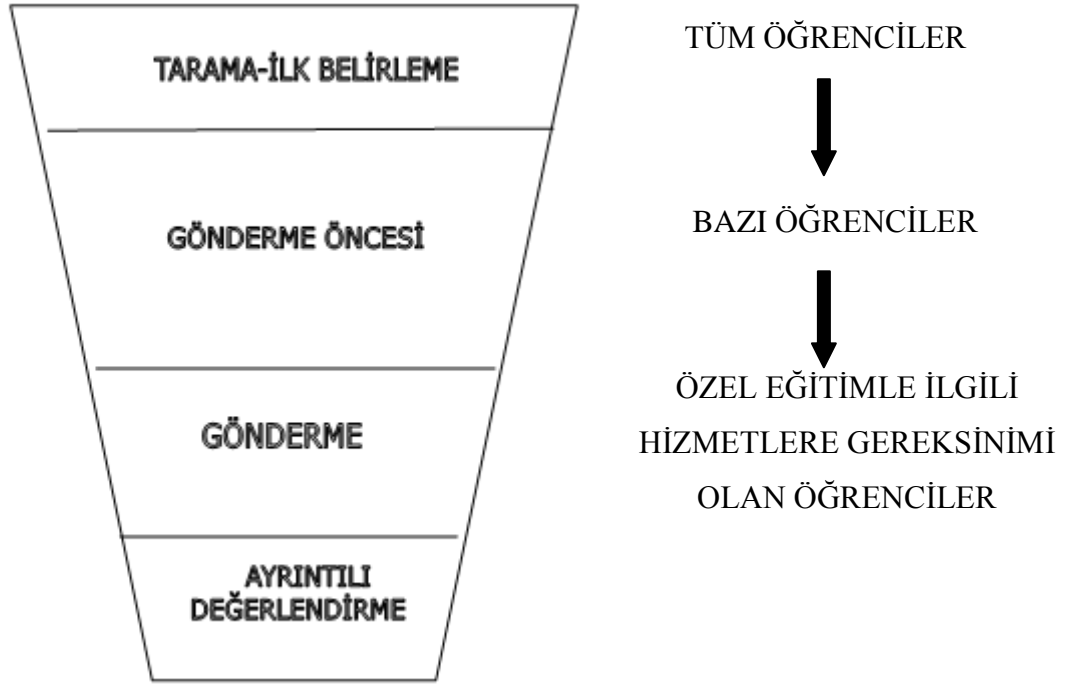 TARAMA-İLK BELİRLEME
GÖNDERME ÖNCESİ
GÖNDERME
AYRINTILI
DEĞERLENDİRME
TÜM ÖĞRENCİLER
BAZI ÖĞRENCİLER
ÖZEL EĞİTİMLE İLGİLİ
HİZMETLERE GEREKSİNİMİ
OLAN ÖĞRENCİLER